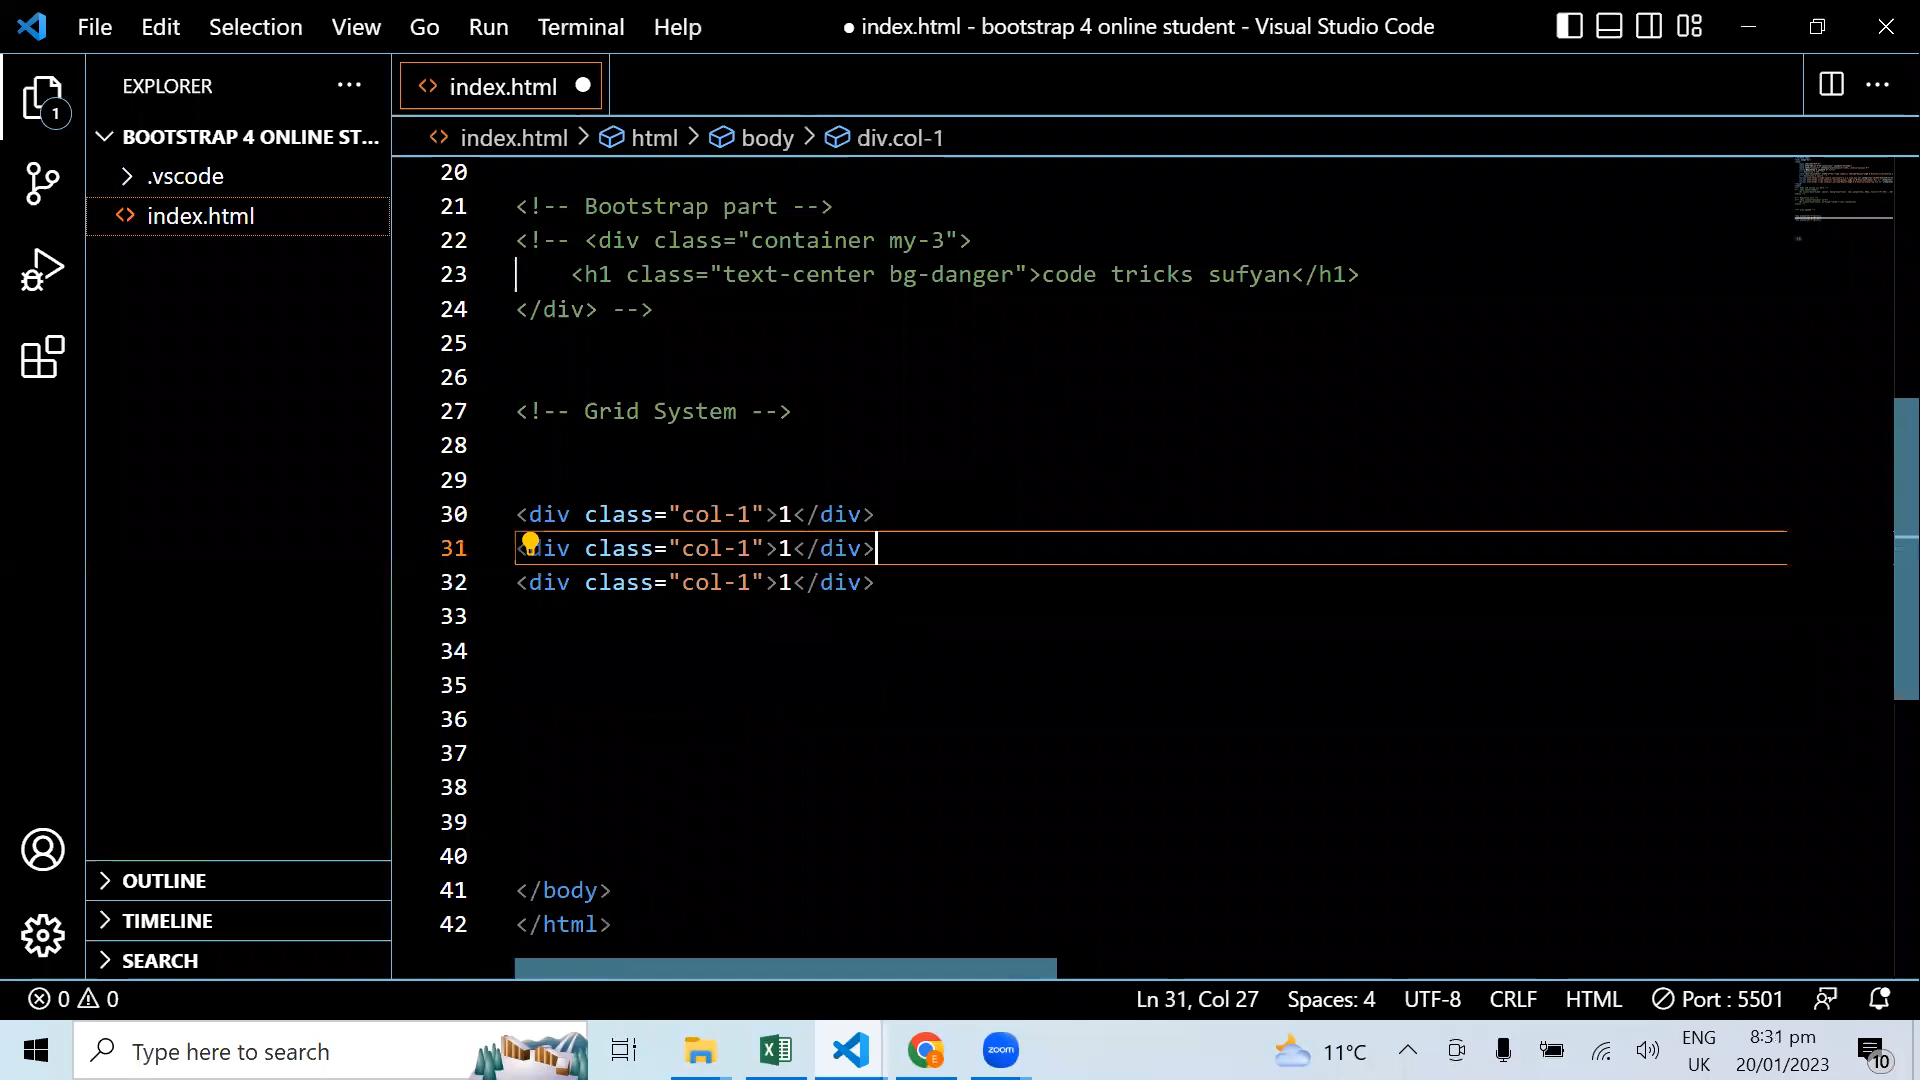 File Edit Selection View Go Run Terminal Help
● index.html - bootstrap 4 online student - Visual Studio Code
EXPLORER
1
BOOTSTRAP 4 ONLINE ST...
.vscode
index.html
OUTLINE
TIMELINE
SEARCH
index.html
index.html > html > body > div.col-1
20
21 <!-- Bootstrap part -->
22 <!-- <div class="container my-3">
23 <h1 class="text-center bg-danger">code tricks sufyan</h1>
24 </div> -->
25
26
27 <!-- Grid System -->
28
29
30 <div class="col-1">1</div>
31 <div class="col-1">1</div>
32 <div class="col-1">1</div>
33
34
35
36
37
38
39
40
41 </body>
42 </html>
0 0 Ln 31, Col 27 Spaces: 4 UTF-8 CRLF HTML Port : 5501
Type here to search
zoom
11°C
ENG
UK
8:31 pm
20/01/2023
10